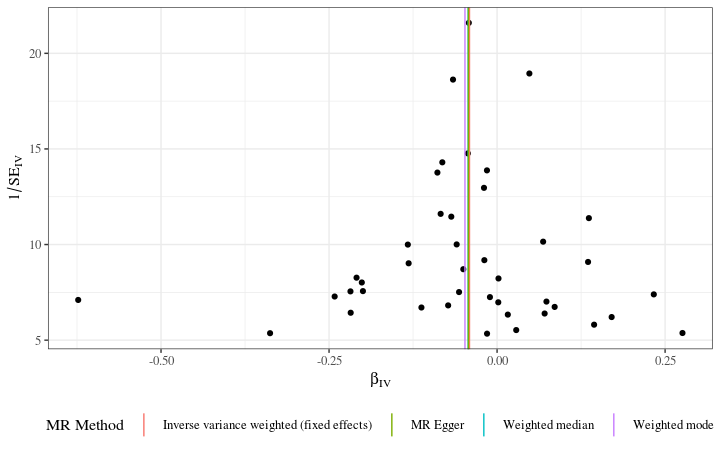 20
15
10
5
1/SE_IV
-0.50
-0.25
0.00
0.25
β_IV
MR Method
Inverse variance weighted (fixed effects)
MR Egger
Weighted median
Weighted mode